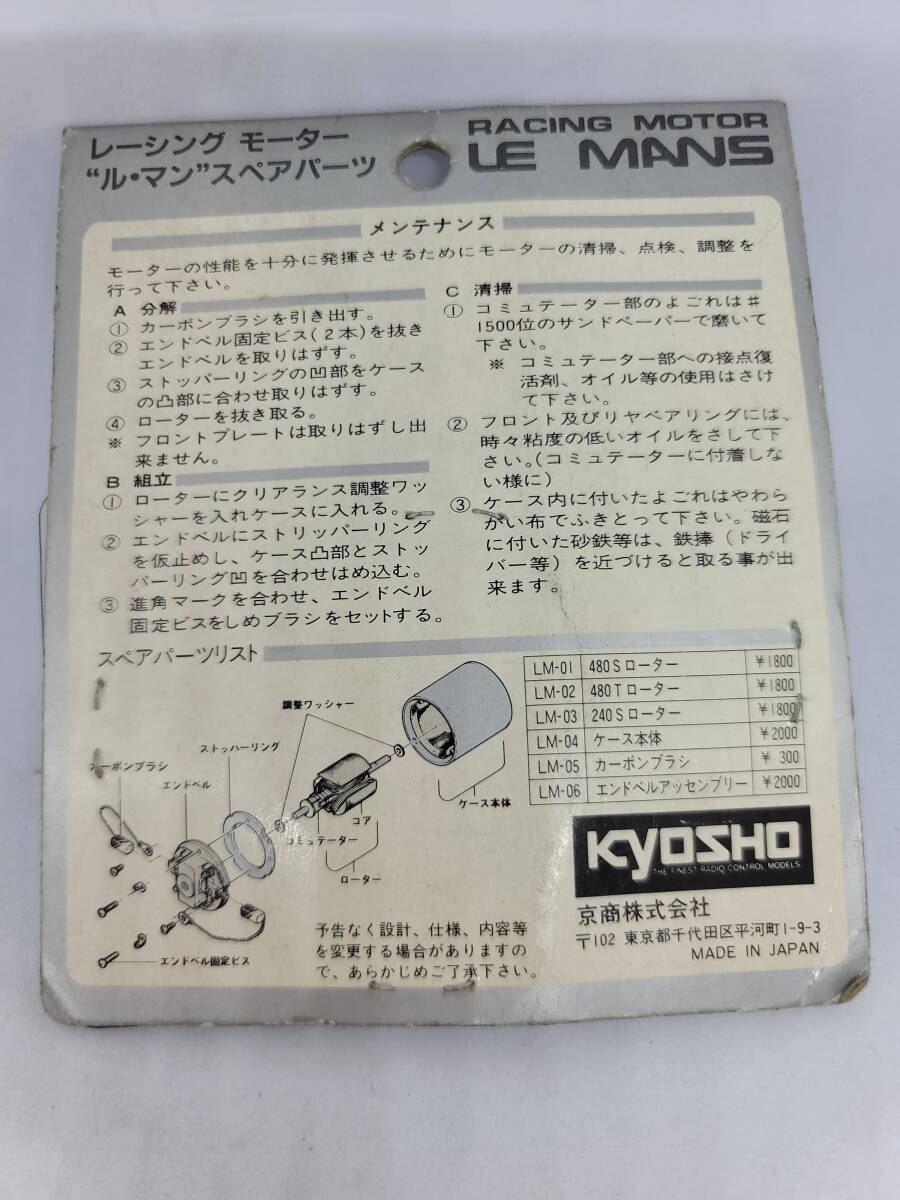 レーシング モーター
“ル・マン”スペアパーツ
RACING MOTOR
LE MANS
メンテナンス
モーターの性能を十分に発揮させるためにモーターの清掃、点検、調整を
行って下さい。
A 分解
① カーボンブラシを引き出す。
② エンドベル固定ビス(2本)を抜き
エンドベルを取りはずす。
③ ストッパーリングの凹部をケース
の凸部に合わせ取りはずす。
④ ローターを抜き取る。
※ フロントプレートは取りはずし出
来ません。
B 組立
① ローターにクリアランス調整ワッ
シャーを入れケースに入れる。
② エンドベルにストリッパーリング
を仮止めし、ケース凸部とストッ
パーリング凹を合わせはめ込む。
③ 進角マークを合わせ、エンドベル
固定ビスをしめブラシをセットする。
C 清掃
① コミュテーター部のよごれは#
1500位のサンドペーパーで磨いて
下さい。
※ コミュテーター部への接点復
活剤、オイル等の使用はさけ
て下さい。
② フロント及びリヤベアリングには、
時々粘度の低いオイルをさして下
さい。(コミュテーターに付着しな
い様に)
③ ケース内に付いたよごれはやわら
かい布でふきとって下さい。磁石
に付いた砂鉄等は、鉄捧(ドライ
バー等)を近づけると取る事が出
来ます。
スペアパーツリスト
調整ワッシャー
ストッパーリング
カーボンブラシ
エンドベル
ケース本体
コア
コミュテーター
ローター
エンドベル固定ビス
LM-01 480Sローター ¥1800
LM-02 480Tローター ¥1800
LM-03 240Sローター ¥1800
LM-04 ケース本体 ¥2000
LM-05 カーボンブラシ ¥ 300
LM-06 エンドベルアッセンブリー ¥2000
予告なく設計、仕様、内容等
を変更する場合がありますの
で、あらかじめご了承下さい。
KYOSHO
THE FINEST RADIO CONTROL MODELS
京商株式会社
〒102 東京都千代田区平河町1-9-3
MADE IN JAPAN